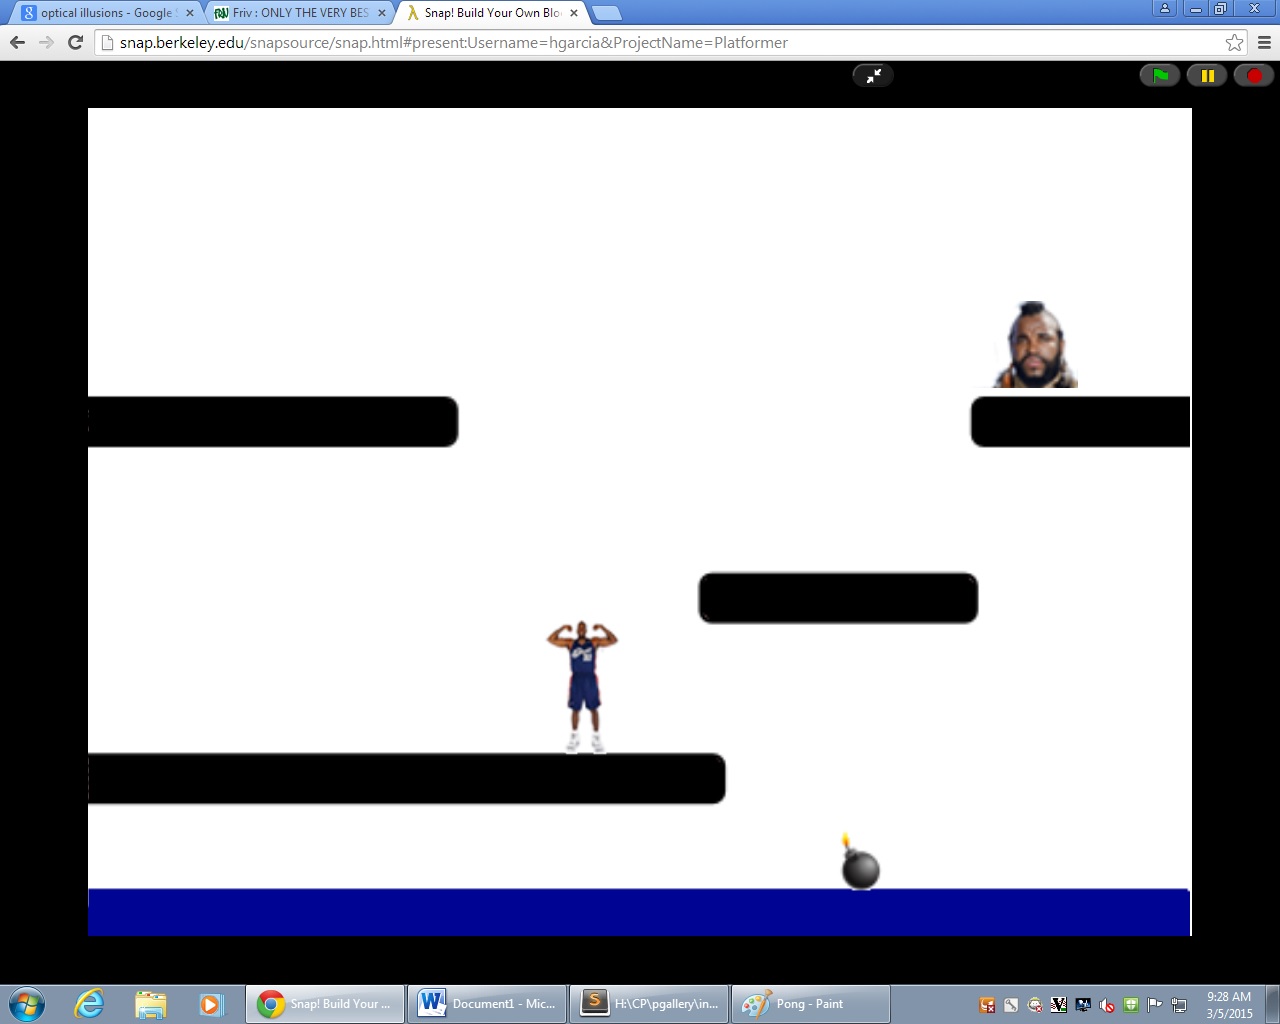 optical illusions - Google
Friv : ONLY THE VERY BES
Snap! Build Your Own Blo
snap.berkeley.edu/snapsource/snap.html#present:Username=hgarcia&ProjectName=Platformer
Snap! Build Your ...
Document1 - Mic...
H:\CP\pgallery\in...
Pong - Paint
9:28 AM
3/5/2015